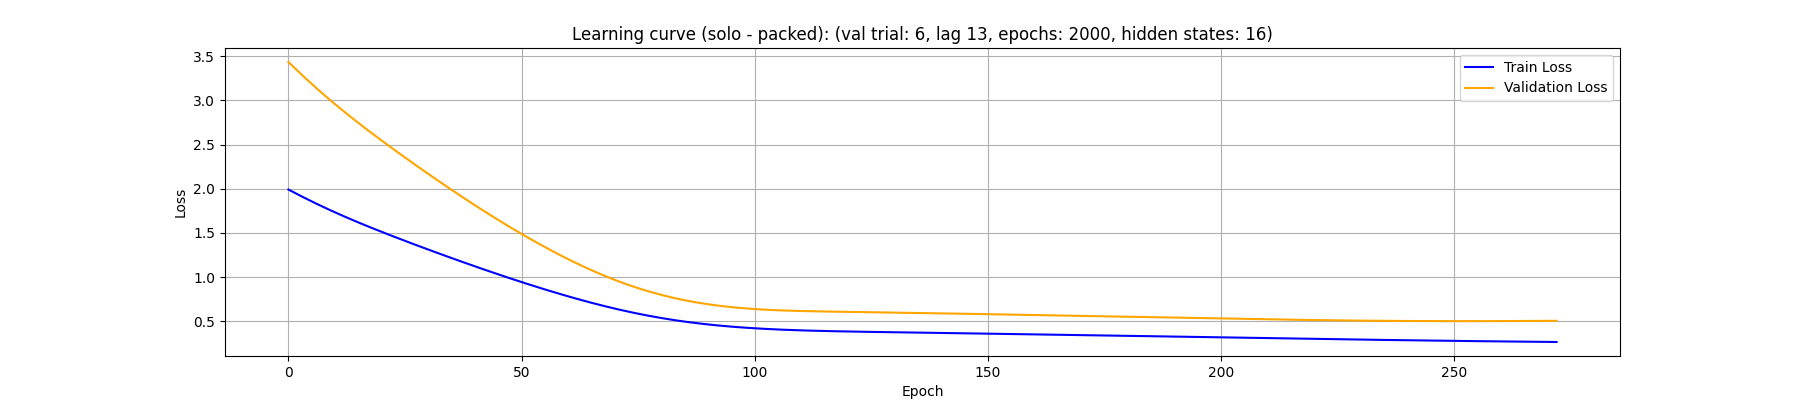 Learning curve (solo - packed): (val trial: 6, lag 13, epochs: 2000, hidden states: 16)
Train Loss
Validation Loss
3.5
3.0
2.5
2.0
1.5
1.0
0.5
Loss
0 50 100 150 200 250
Epoch